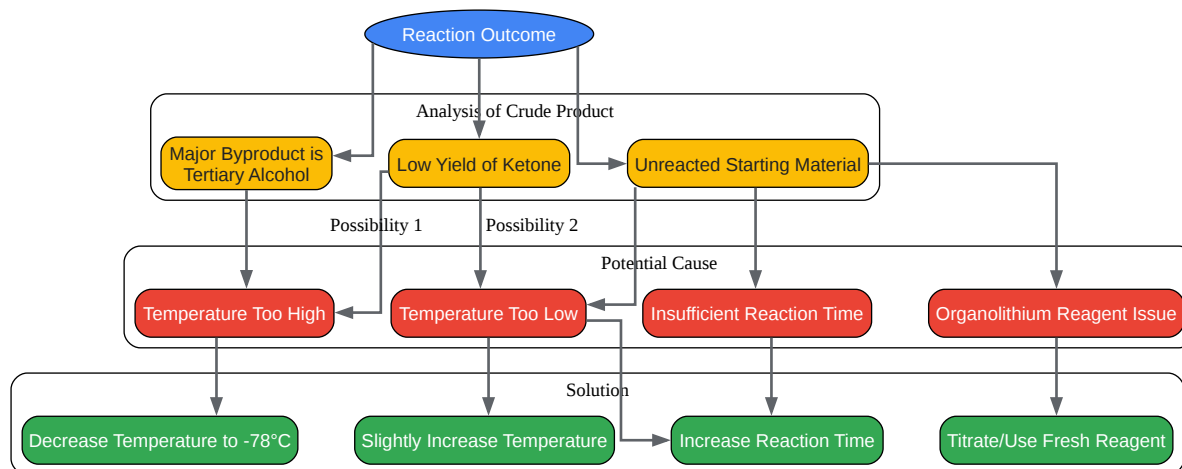 Reaction Outcome
Analysis of Crude Product
Major Byproduct is
Tertiary Alcohol
Low Yield of Ketone
Unreacted Starting Material
Possibility 1
Possibility 2
Potential Cause
Temperature Too High
Temperature Too Low
Insufficient Reaction Time
Organolithium Reagent Issue
Solution
Decrease Temperature to -78°C
Slightly Increase Temperature
Increase Reaction Time
Titrate/Use Fresh Reagent